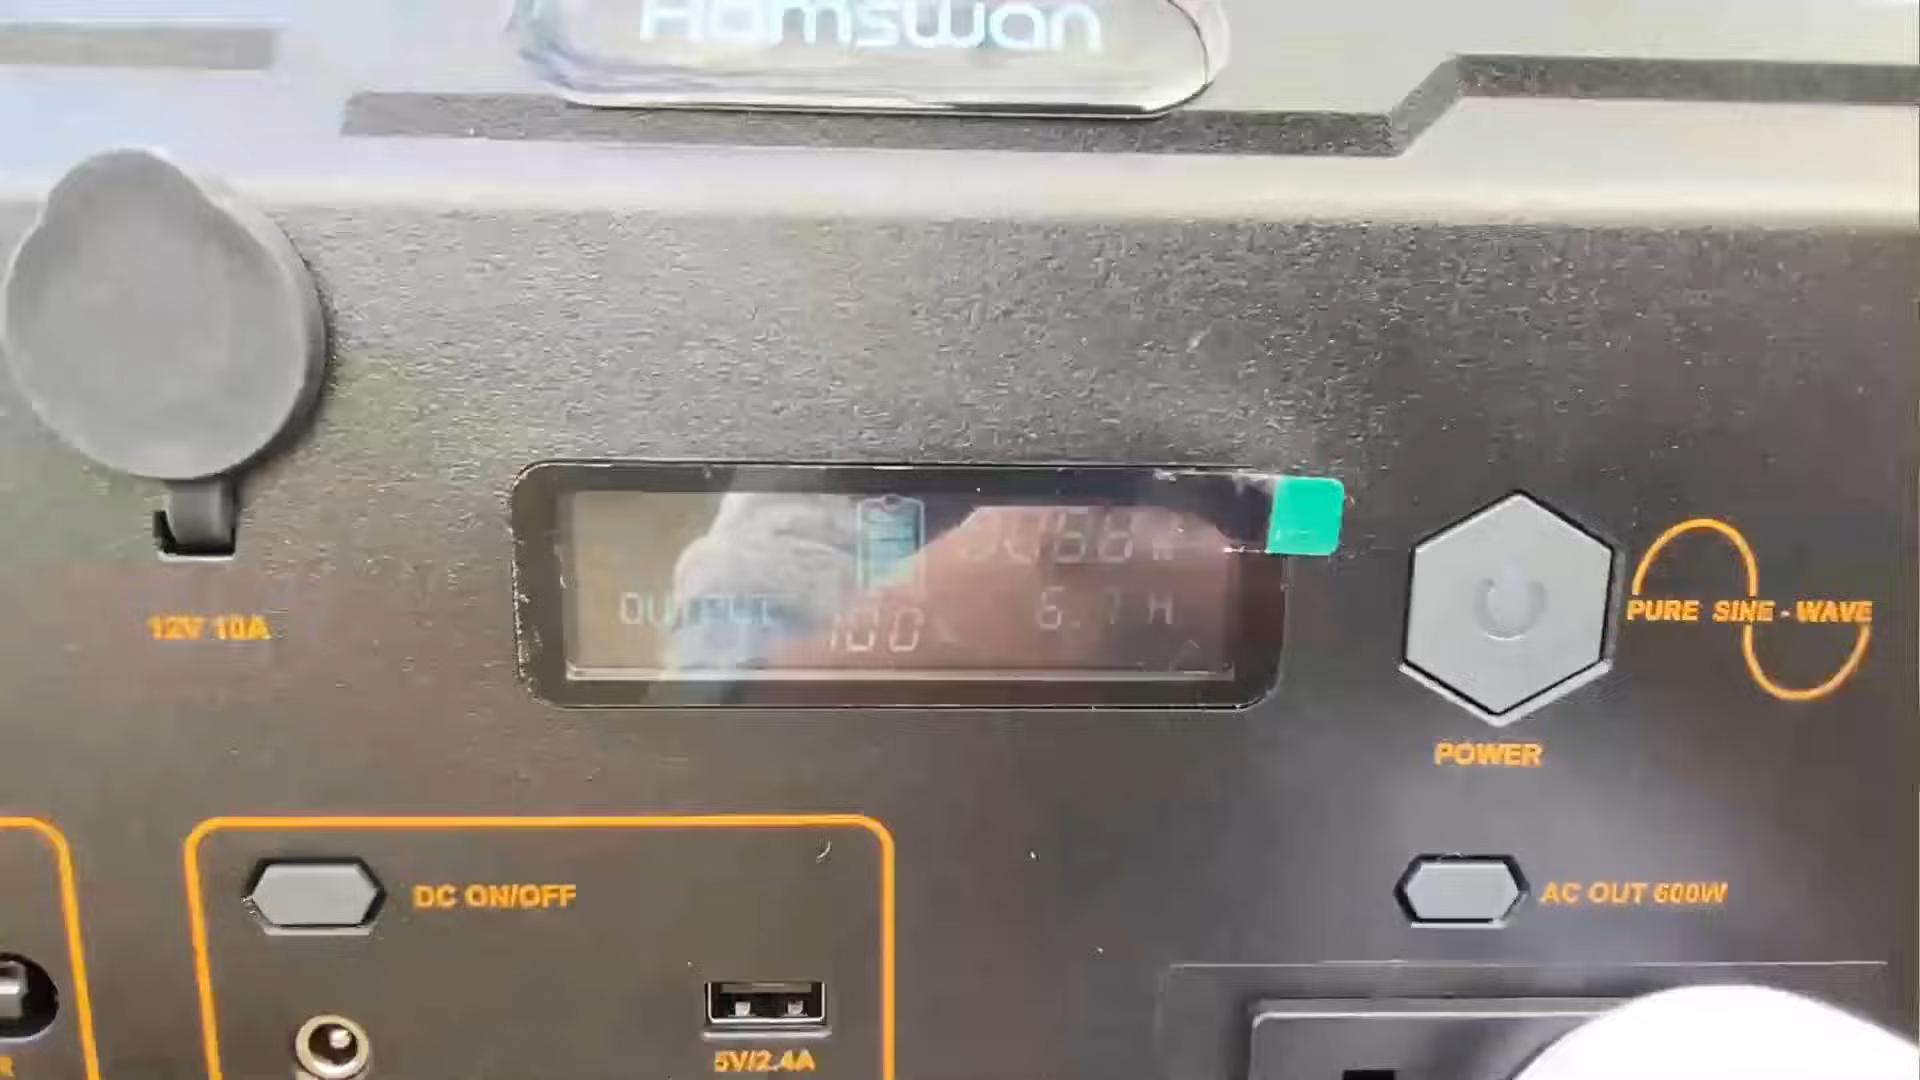 Homswan
OUTPUT
100
6.7 H
12V 10A
PURE SINE-WAVE
POWER
DC ON/OFF
AC OUT 600W
5V/2.4A
R